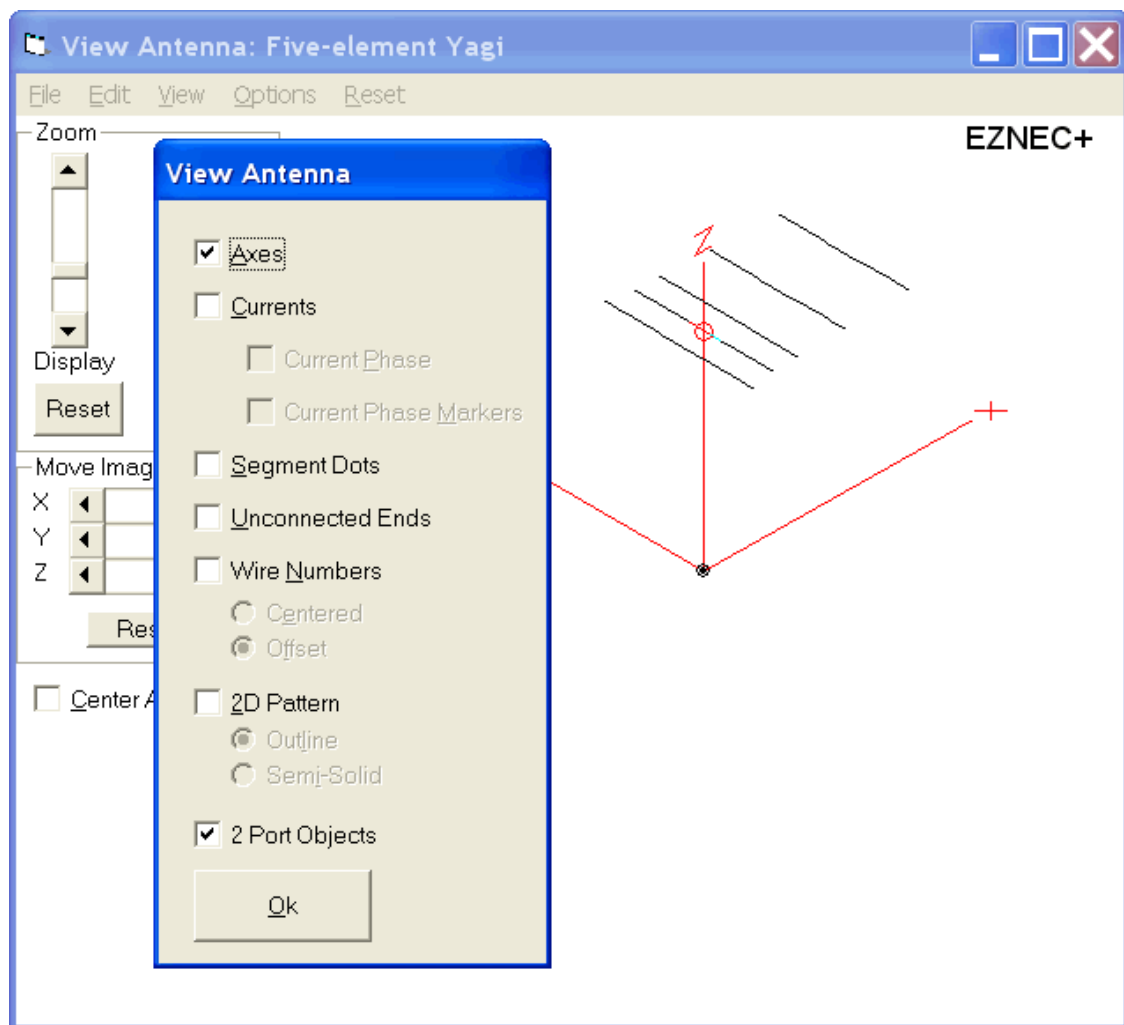 View Antenna: Five-element Yagi
File Edit View Options Reset
Zoom
EZNEC+
Display
Reset
Move Imag
X
Y
Z
Res
Center A
View Antenna
Axes
Currents
Current Phase
Current Phase Markers
Segment Dots
Unconnected Ends
Wire Numbers
Centered
Offset
2D Pattern
Outline
Semi-Solid
2 Port Objects
Ok
Z